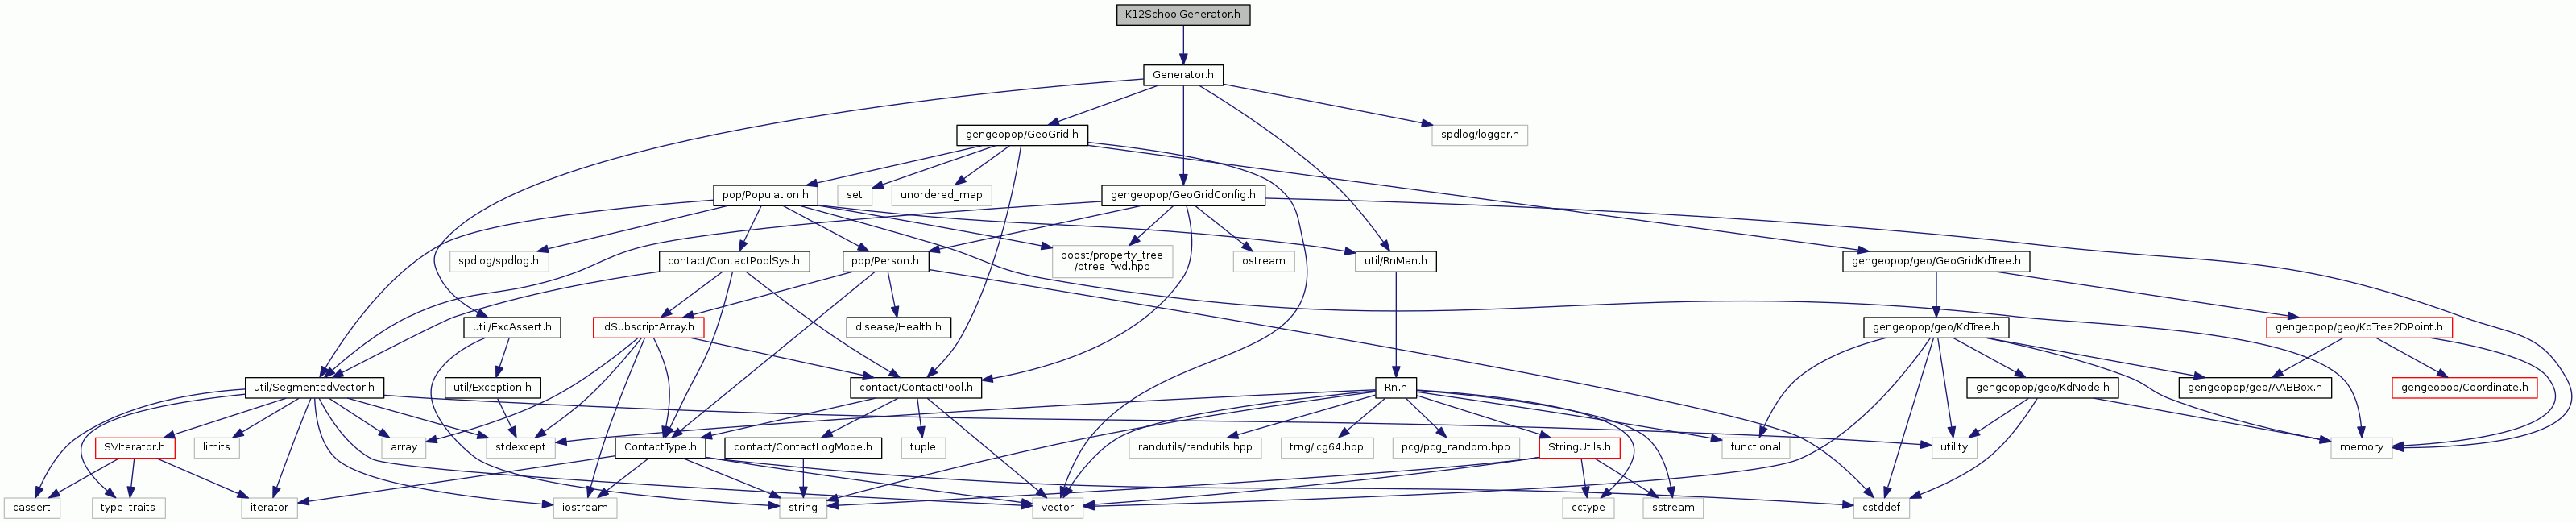 K12SchoolGenerator.h
Generator.h
gengeopop/GeoGrid.h
spdlog/logger.h
pop/Population.h
set
unordered_map
gengeopop/GeoGridConfig.h
spdlog/spdlog.h
contact/ContactPoolSys.h
pop/Person.h
boost/property_tree
/ptree_fwd.hpp
ostream
util/RnMan.h
gengeopop/geo/GeoGridKdTree.h
util/ExcAssert.h
IdSubscriptArray.h
disease/Health.h
gengeopop/geo/KdTree.h
gengeopop/geo/KdTree2DPoint.h
util/SegmentedVector.h
util/Exception.h
contact/ContactPool.h
Rn.h
gengeopop/geo/KdNode.h
gengeopop/geo/AABBox.h
gengeopop/Coordinate.h
SVIterator.h
limits
array
stdexcept
ContactType.h
contact/ContactLogMode.h
tuple
randutils/randutils.hpp
trng/lcg64.hpp
pcg/pcg_random.hpp
StringUtils.h
functional
utility
memory
cassert
type_traits
iterator
iostream
string
vector
cctype
sstream
cstddef